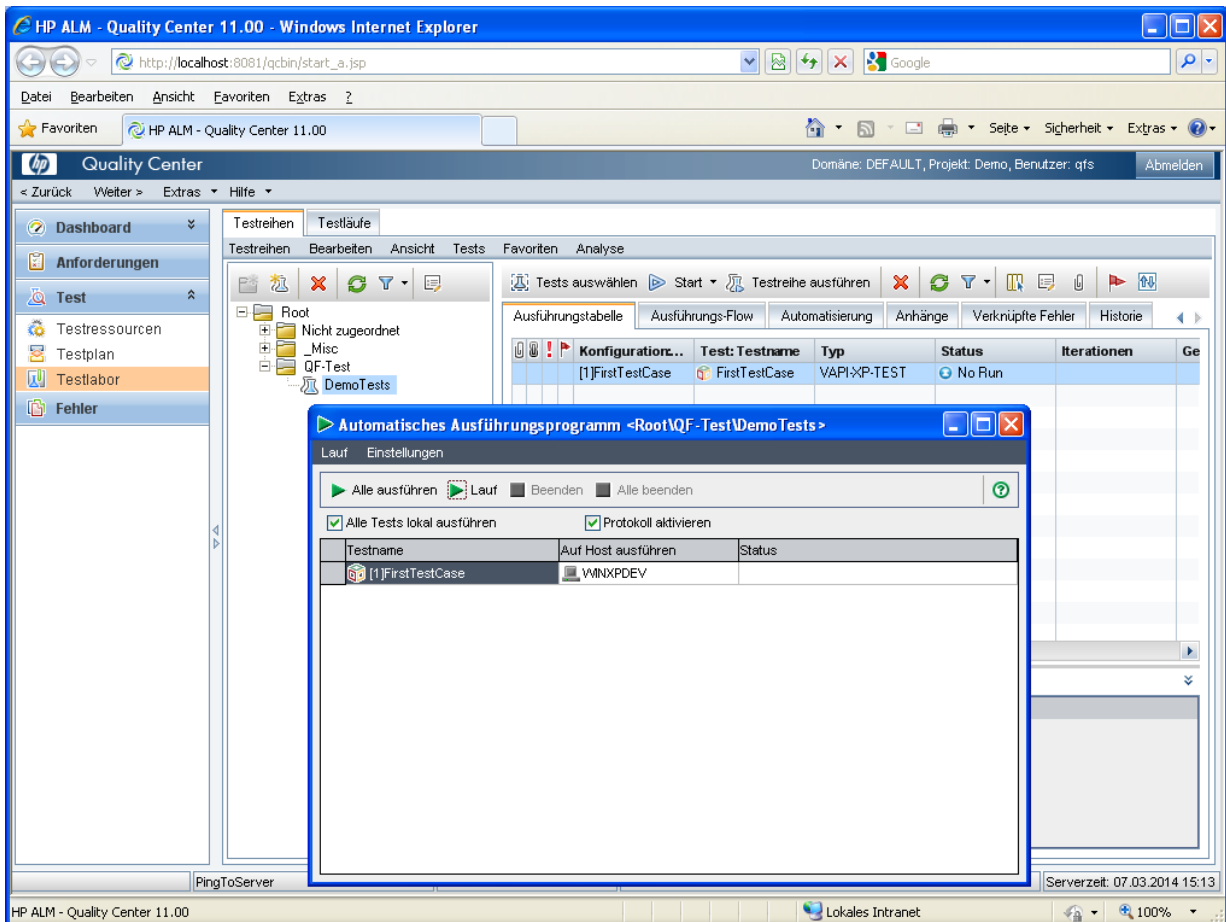 HP ALM - Quality Center 11.00 - Windows Internet Explorer
http://localhost:8081/qcbin/start_a.jsp
Google
Datei Bearbeiten Ansicht Favoriten Extras ?
Favoriten HP ALM - Quality Center 11.00 Seite Sicherheit Extras
hp Quality Center Domäne: DEFAULT, Projekt: Demo, Benutzer: qfs Abmelden
< Zurück Weiter > Extras Hilfe
Dashboard
Anforderungen
Test
Testressourcen
Testplan
Testlabor
Fehler
Testreihen Testläufe
Testreihen Bearbeiten Ansicht Tests Favoriten Analyse
Root
Nicht zugeordnet
_Misc
QF-Test
DemoTests
Tests auswählen Start Testreihe ausführen
Ausführungstabelle Ausführungs-Flow Automatisierung Anhänge Verknüpfte Fehler Historie
Konfiguration:... Test: Testname Typ Status Iterationen Ge
[1]FirstTestCase FirstTestCase VAPI-XP-TEST No Run
Automatisches Ausführungsprogramm <Root\QF-Test\DemoTests>
Lauf Einstellungen
Alle ausführen Lauf Beenden Alle beenden
Alle Tests lokal ausführen Protokoll aktivieren
Testname Auf Host ausführen Status
[1]FirstTestCase WINXPDEV
PingToServer Serverzeit: 07.03.2014 15:13
HP ALM - Quality Center 11.00 Lokales Intranet 100%